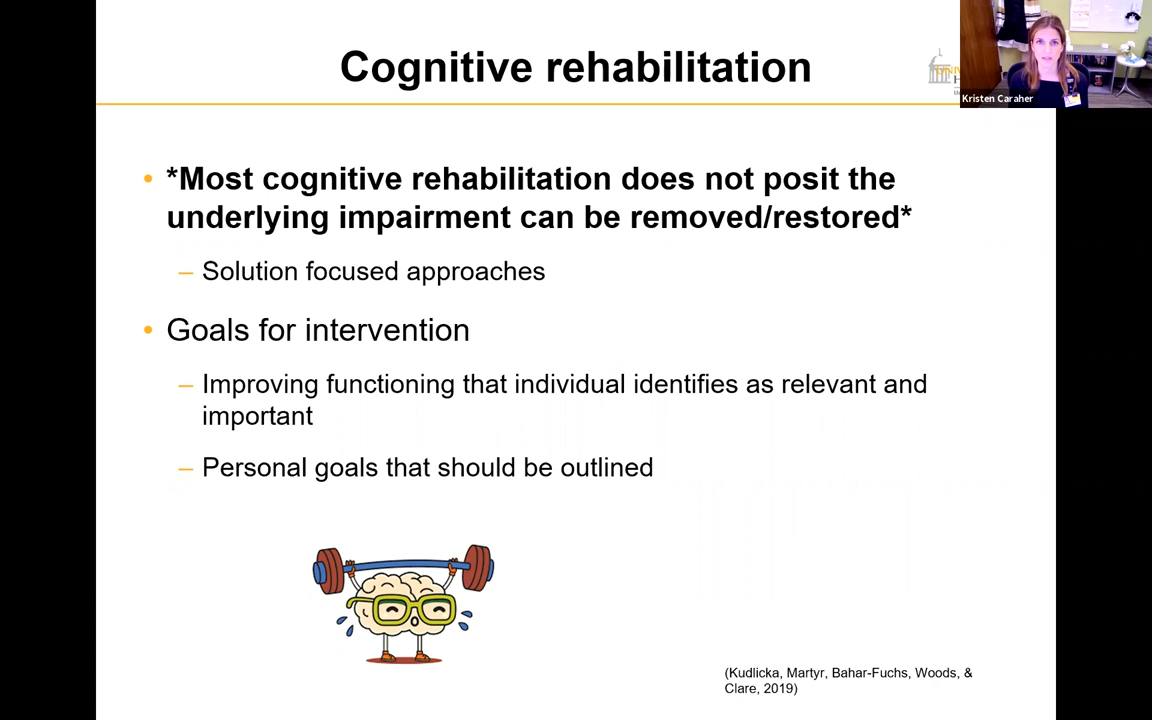 Cognitive rehabilitation
Kristen Caraher
• *Most cognitive rehabilitation does not posit the
underlying impairment can be removed/restored*
– Solution focused approaches
• Goals for intervention
– Improving functioning that individual identifies as relevant and
important
– Personal goals that should be outlined
(Kudlicka, Martyr, Bahar-Fuchs, Woods, &
Clare, 2019)